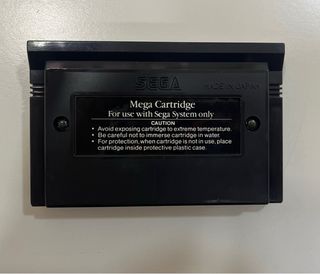 SEGA
MADE IN JAPAN
Mega Cartridge
For use with Sega System only
CAUTION
• Avoid exposing cartridge to extreme temperature.
• Be careful not to immerse cartridge in water.
• For protection, when cartridge is not in use, place
cartridge inside protective plastic case.